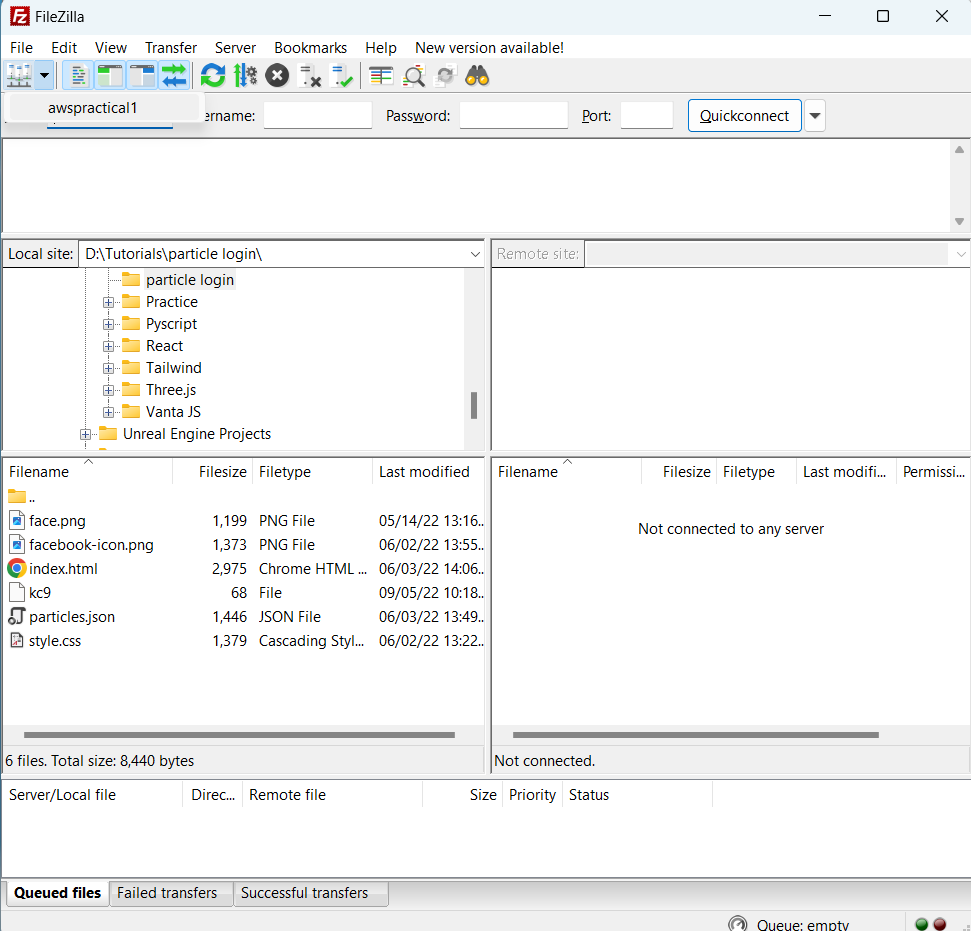 FileZilla
File Edit View Transfer Server Bookmarks Help New version available!
awspractical1
ername: Password: Port: Quickconnect
Local site: D:\Tutorials\particle login\
Remote site:
particle login
Practice
Pyscript
React
Tailwind
Three.js
Vanta JS
Unreal Engine Projects
Filename Filesize Filetype Last modified
Filename Filesize Filetype Last modifi... Permissi...
..
face.png 1,199 PNG File 05/14/22 13:16...
facebook-icon.png 1,373 PNG File 06/02/22 13:55...
index.html 2,975 Chrome HTML ... 06/03/22 14:06...
kc9 68 File 09/05/22 10:18...
particles.json 1,446 JSON File 06/03/22 13:49...
style.css 1,379 Cascading Styl... 06/02/22 13:22...
Not connected to any server
6 files. Total size: 8,440 bytes
Not connected.
Server/Local file Direc... Remote file Size Priority Status
Queued files Failed transfers Successful transfers
Queue: empty